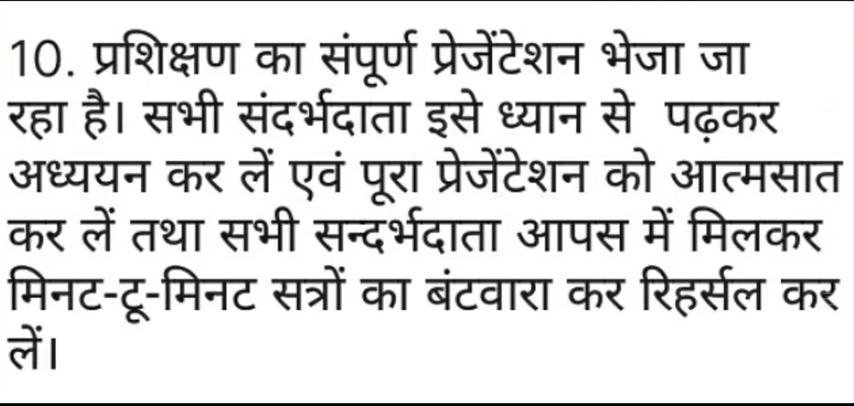 10. प्रशिक्षण का संपूर्ण प्रेजेंटेशन भेजा जा
रहा है। सभी संदर्भदाता इसे ध्यान से पढ़कर
अध्ययन कर लें एवं पूरा प्रेजेंटेशन को आत्मसात
कर लें तथा सभी सन्दर्भदाता आपस में मिलकर
मिनट-टू-मिनट सत्रों का बंटवारा कर रिहर्सल कर
लें।